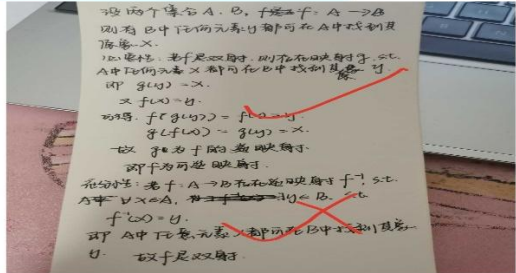 设两个集合A、B, f是f: A→B
则有B中任何元素y都可在A中找到其
原象x.
必要性: 若f是双射, 则存在映射g, s.t.
A中任何元素x都可在B中找到其象y.
即 g(y) = x.
又 f(x) = y.
可得: f(g(y)) = f(x) = y.
g(f(x)) = g(y) = x.
故 g为f的逆映射.
即f为可逆映射.
充分性: 若f: A→B存在逆映射f⁻¹, s.t.
A中 ∀x∈A, ∃y∈B, s.t.
f⁻¹(x) = y.
即 A中任意元素x都可在B中找到其象
y. 故f是双射.